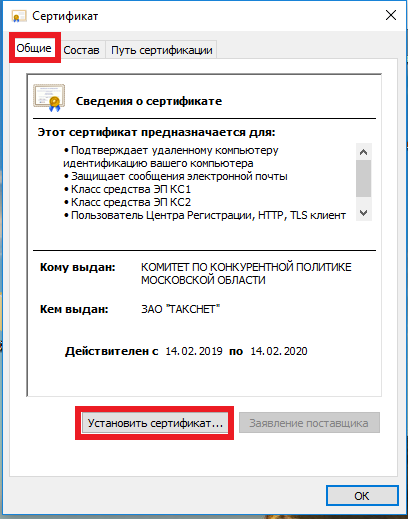 Сертификат
Общие Состав Путь сертификации
Сведения о сертификате
Этот сертификат предназначается для:
• Подтверждает удаленному компьютеру
идентификацию вашего компьютера
• Защищает сообщения электронной почты
• Класс средства ЭП КС1
• Класс средства ЭП КС2
• Пользователь Центра Регистрации, HTTP, TLS клиент
Кому выдан: КОМИТЕТ ПО КОНКУРЕНТНОЙ ПОЛИТИКЕ
МОСКОВСКОЙ ОБЛАСТИ
Кем выдан: ЗАО "ТАКСНЕТ"
Действителен с 14.02.2019 по 14.02.2020
Установить сертификат... Заявление поставщика
ОК